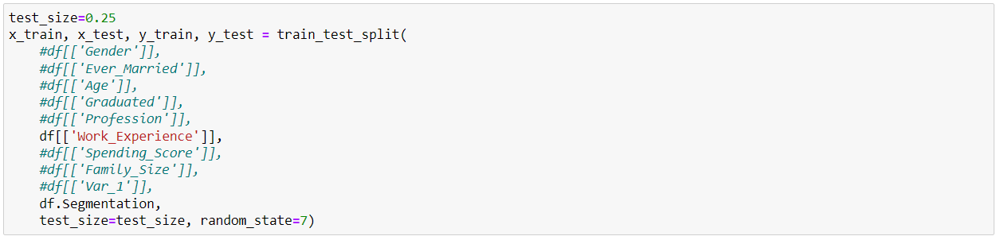 test_size=0.25
x_train, x_test, y_train, y_test = train_test_split(
    #df[['Gender']],
    #df[['Ever_Married']],
    #df[['Age']],
    #df[['Graduated']],
    #df[['Profession']],
    df[['Work_Experience']],
    #df[['Spending_Score']],
    #df[['Family_Size']],
    #df[['Var_1']],
    df.Segmentation,
    test_size=test_size, random_state=7)